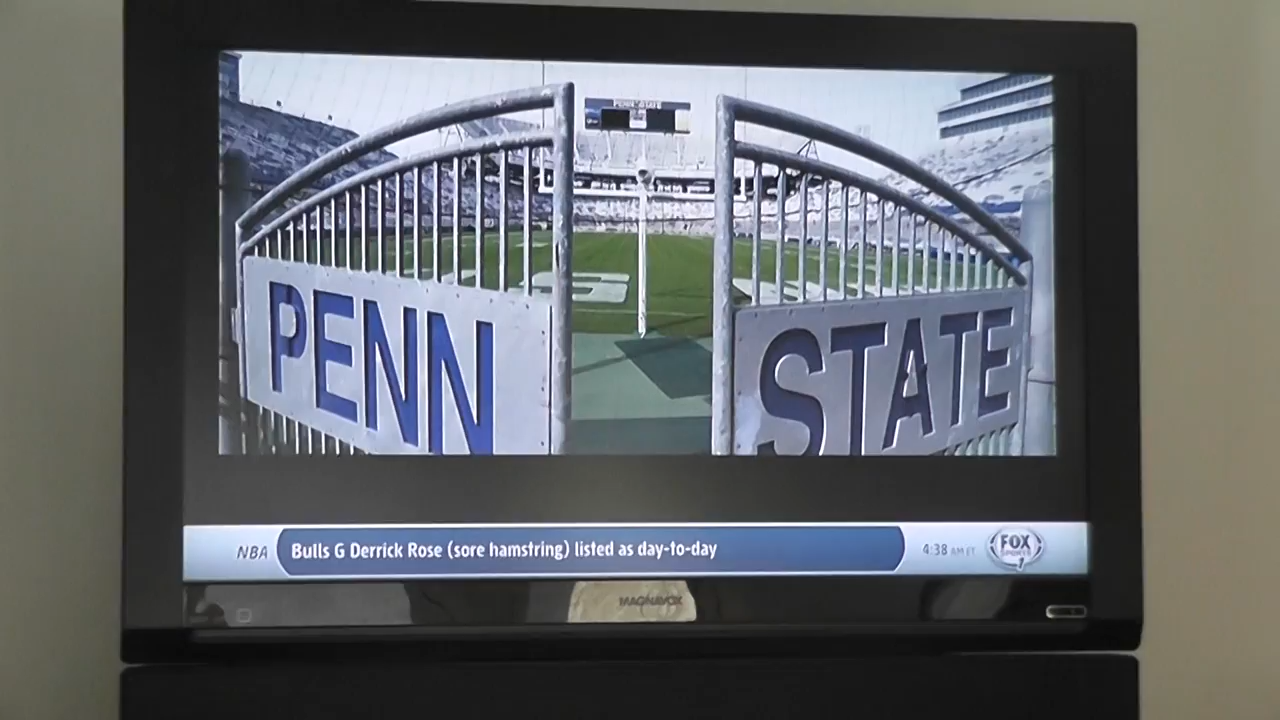 PENN STATE
PENN
STATE
NBA
Bulls G Derrick Rose (sore hamstring) listed as day-to-day
4:38 AM ET
FOX
SPORTS
1
MAGNAVOX